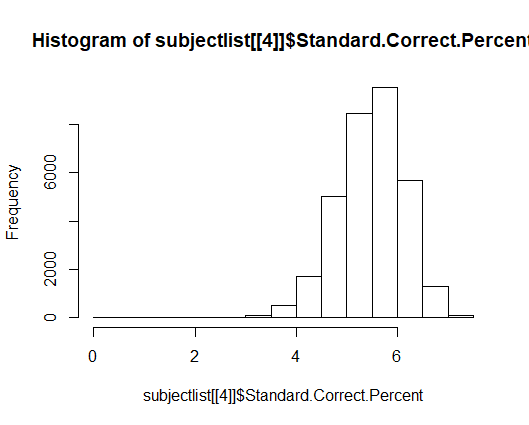 Histogram of subjectlist[[4]]$Standard.Correct.Percent
Frequency
6000
2000
0
0 2 4 6
subjectlist[[4]]$Standard.Correct.Percent